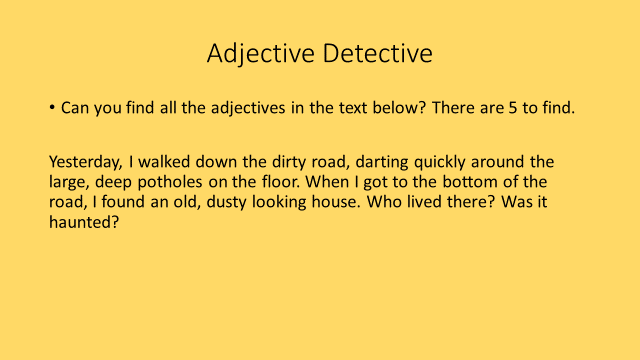 Adjective Detective
• Can you find all the adjectives in the text below? There are 5 to find.
Yesterday, I walked down the dirty road, darting quickly around the
large, deep potholes on the floor. When I got to the bottom of the
road, I found an old, dusty looking house. Who lived there? Was it
haunted?